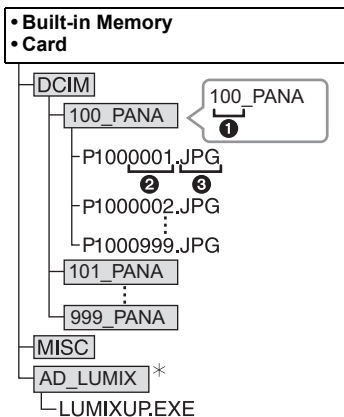 • Built-in Memory
• Card
DCIM
100_PANA
100_PANA
❶
P1000001.JPG
❷ ❸
P1000002.JPG
P1000999.JPG
101_PANA
999_PANA
MISC
AD_LUMIX *
LUMIXUP.EXE